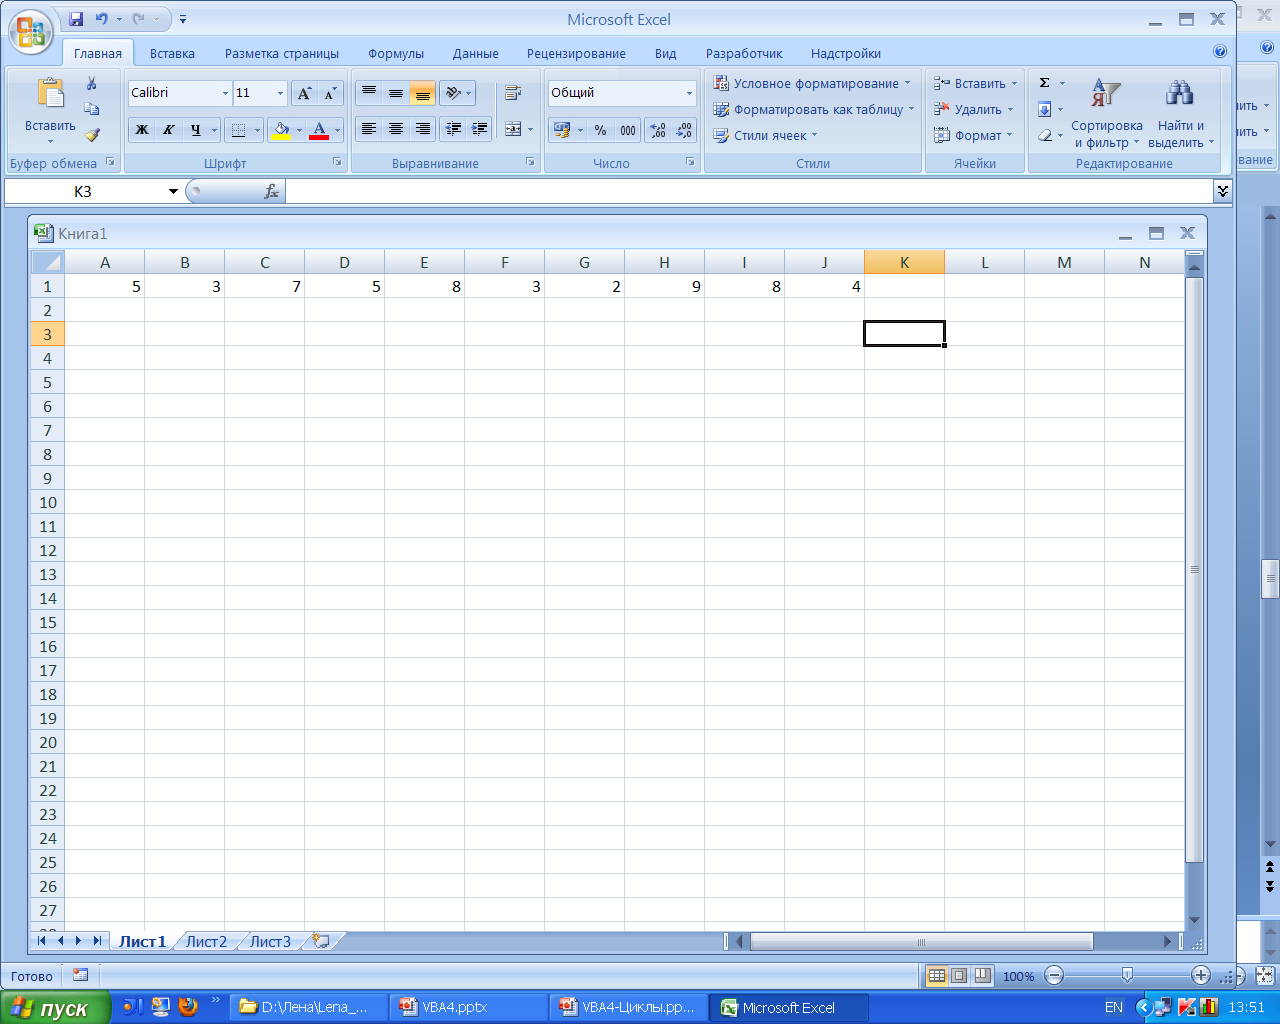 Microsoft Excel
Главная Вставка Разметка страницы Формулы Данные Рецензирование Вид Разработчик Надстройки
Calibri 11 Общий Условное форматирование Вставить Σ
Форматировать как таблицу Удалить
Вставить Ж К Ч А % 000 Стили ячеек Формат Сортировка и фильтр Найти и выделить
Буфер обмена Шрифт Выравнивание Число Стили Ячейки Редактирование
K3 fx
Книга1
A B C D E F G H I J K L M N
1 5 3 7 5 8 3 2 9 8 4
2
3
4
5
6
7
8
9
10
11
12
13
14
15
16
17
18
19
20
21
22
23
24
25
26
27
Лист1 Лист2 Лист3
Готово 100%
пуск D:\Лена\Lena_... VBA4.pptx VBA4-Циклы.pp... Microsoft Excel EN 13:51